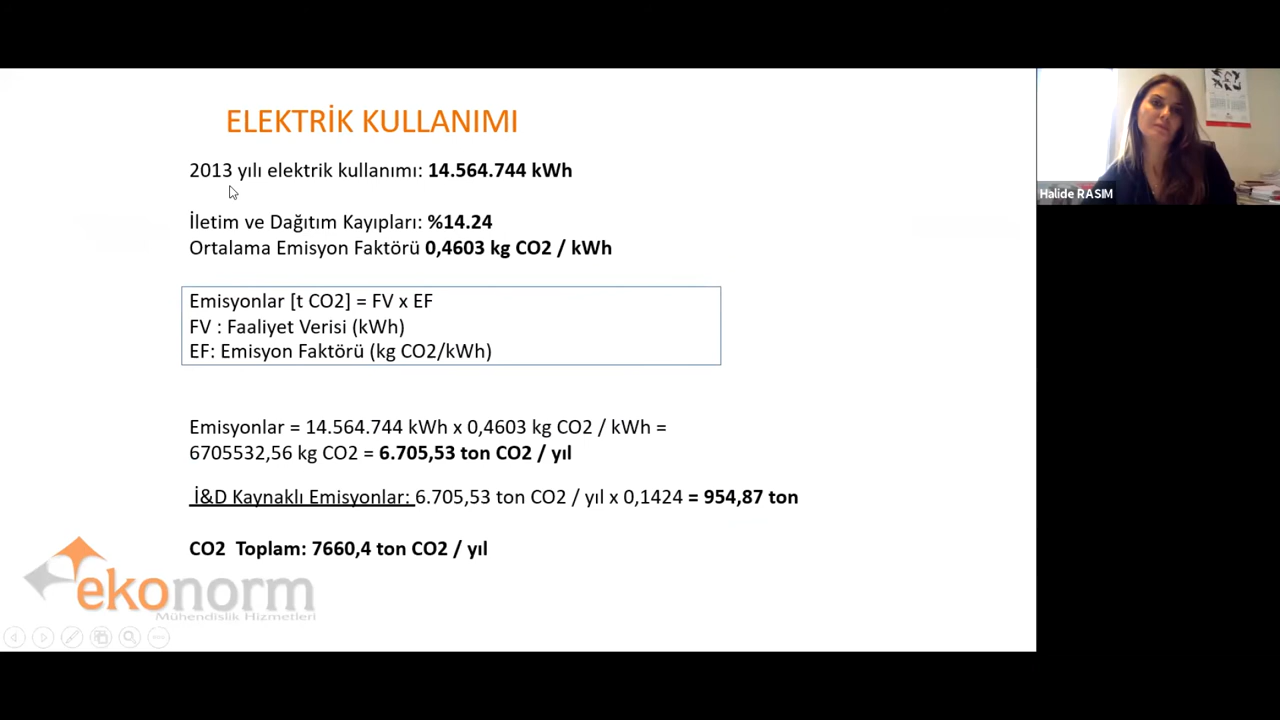 ELEKTRİK KULLANIMI
2013 yılı elektrik kullanımı: 14.564.744 kWh
İletim ve Dağıtım Kayıpları: %14.24
Ortalama Emisyon Faktörü 0,4603 kg CO2 / kWh
Emisyonlar [t CO2] = FV x EF
FV : Faaliyet Verisi (kWh)
EF: Emisyon Faktörü (kg CO2/kWh)
Emisyonlar = 14.564.744 kWh x 0,4603 kg CO2 / kWh =
6705532,56 kg CO2 = 6.705,53 ton CO2 / yıl
İ&D Kaynaklı Emisyonlar: 6.705,53 ton CO2 / yıl x 0,1424 = 954,87 ton
CO2 Toplam: 7660,4 ton CO2 / yıl
ekonorm
Mühendislik Hizmetleri
Halide RASIM